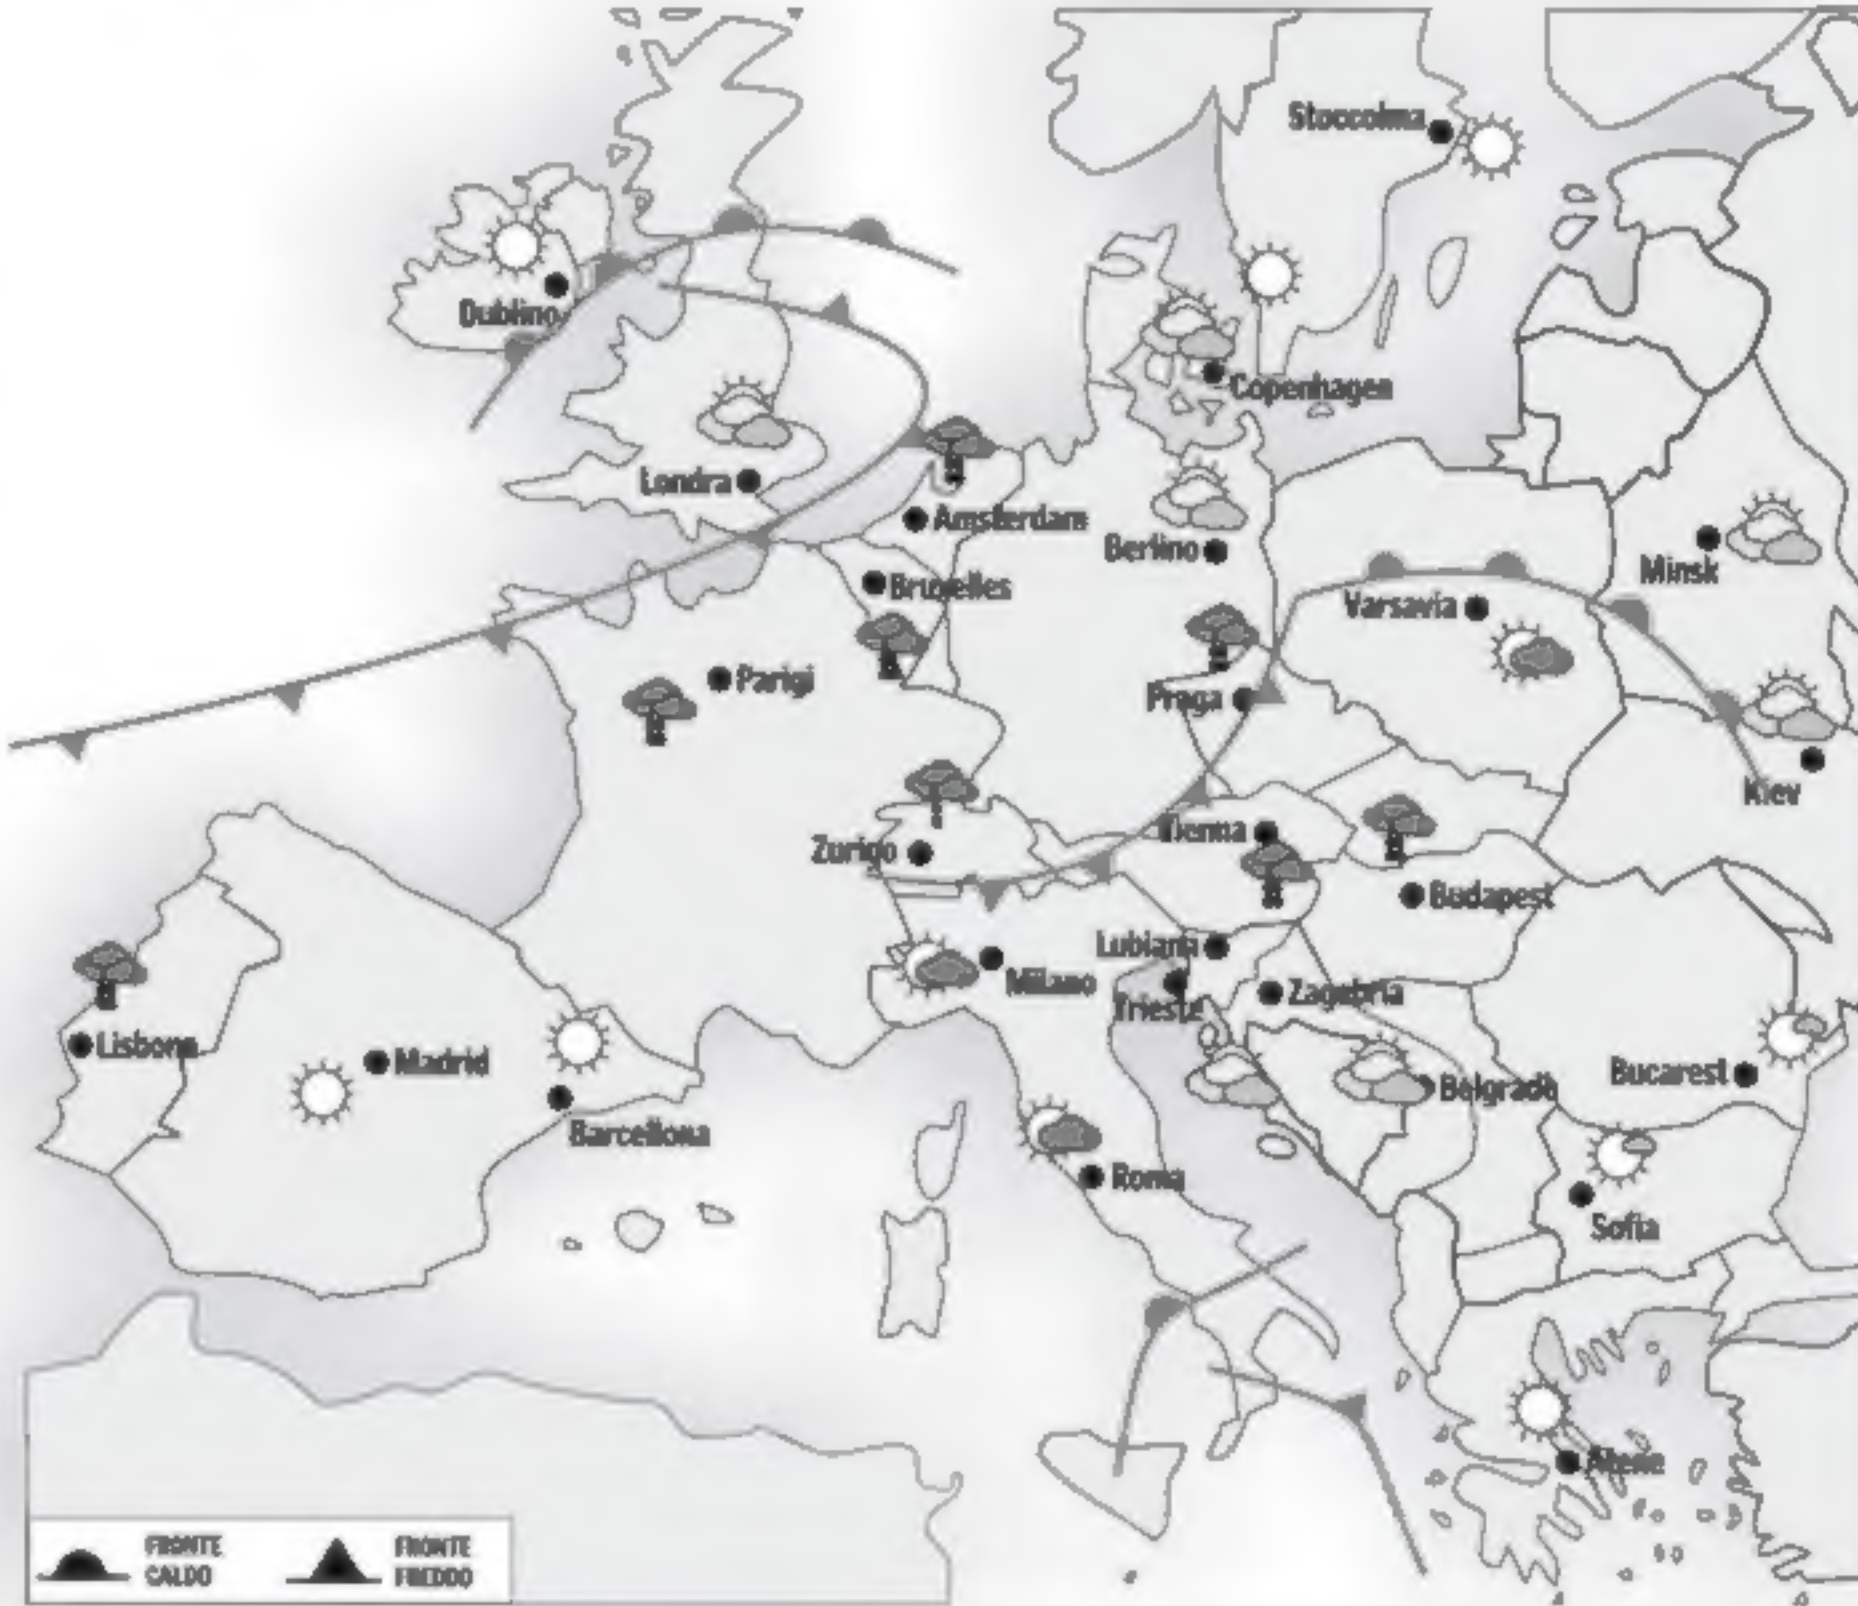 Stoccolma
Dublino
Copenhagen
Londra
Amsterdam
Berlino
Minsk
Bruxelles
Varsavia
Parigi
Praga
Kiev
Vienna
Zurigo
Budapest
Lubiana
Milano
Trieste
Zagabria
Lisbona
Madrid
Bucarest
Belgrado
Barcellona
Roma
Sofia
Atene
FRONTE
CALDO
FRONTE
FREDDO